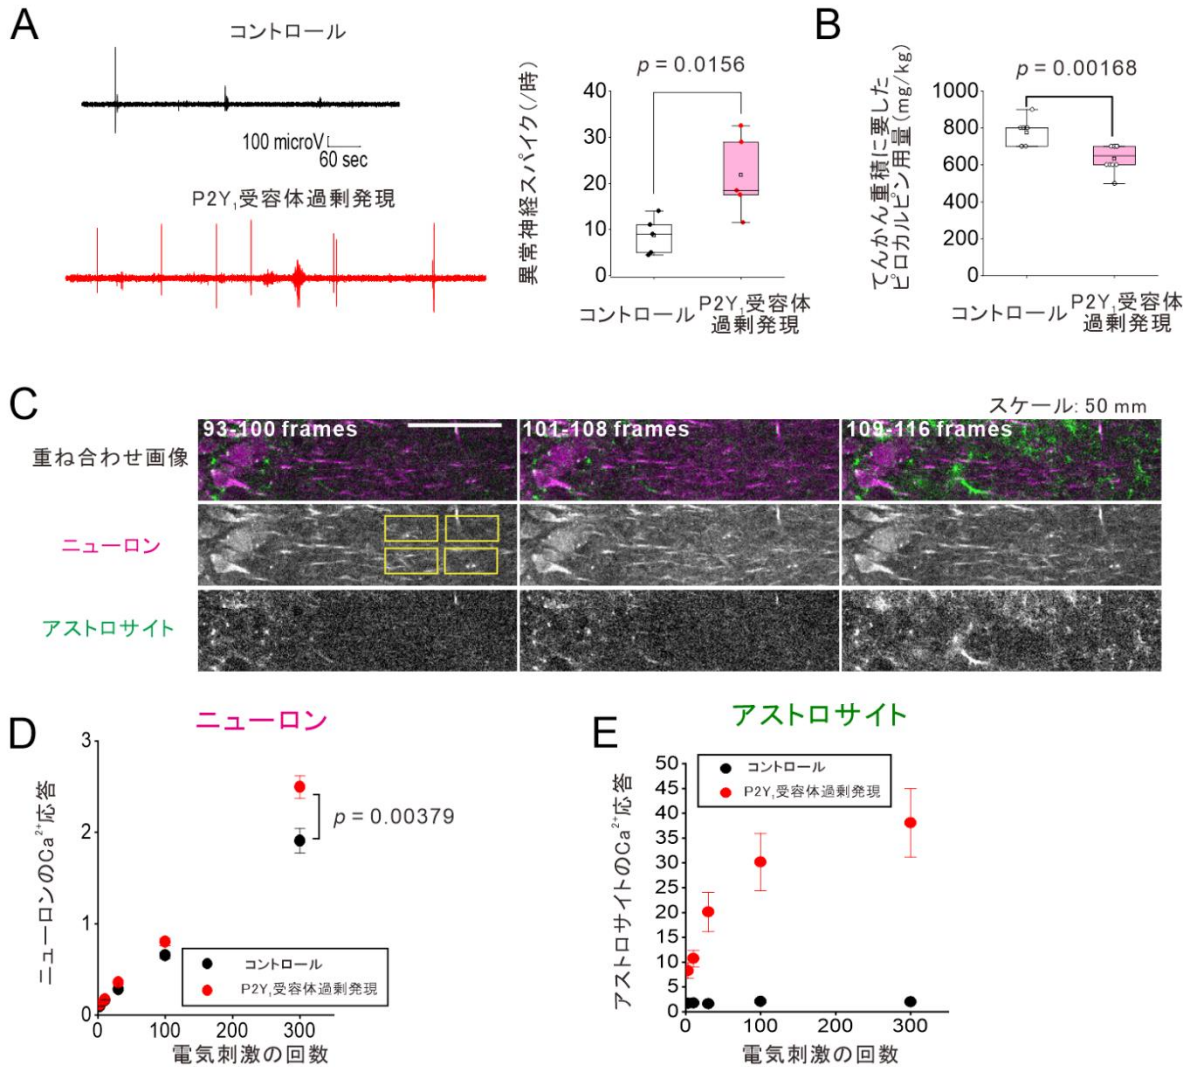 A
コントロール
100 microV
60 sec
P2Y₁受容体過剰発現
異常神経スパイク(/時)
p = 0.0156
40
30
20
10
0
コントロール
P2Y₁受容体
過剰発現
B
てんかん重積に要した
ピロカルピン用量(mg/kg)
p = 0.00168
1000
800
600
400
200
0
コントロール
P2Y₁受容体
過剰発現
C
スケール: 50 mm
重ね合わせ画像
93-100 frames
101-108 frames
109-116 frames
ニューロン
アストロサイト
D
ニューロン
ニューロンのCa²⁺応答
3
2
1
0
p = 0.00379
コントロール
P2Y₁受容体過剰発現
0
100
200
300
電気刺激の回数
E
アストロサイト
アストロサイトのCa²⁺応答
50
45
40
35
30
25
20
15
10
5
0
コントロール
P2Y₁受容体過剰発現
0
100
200
300
電気刺激の回数